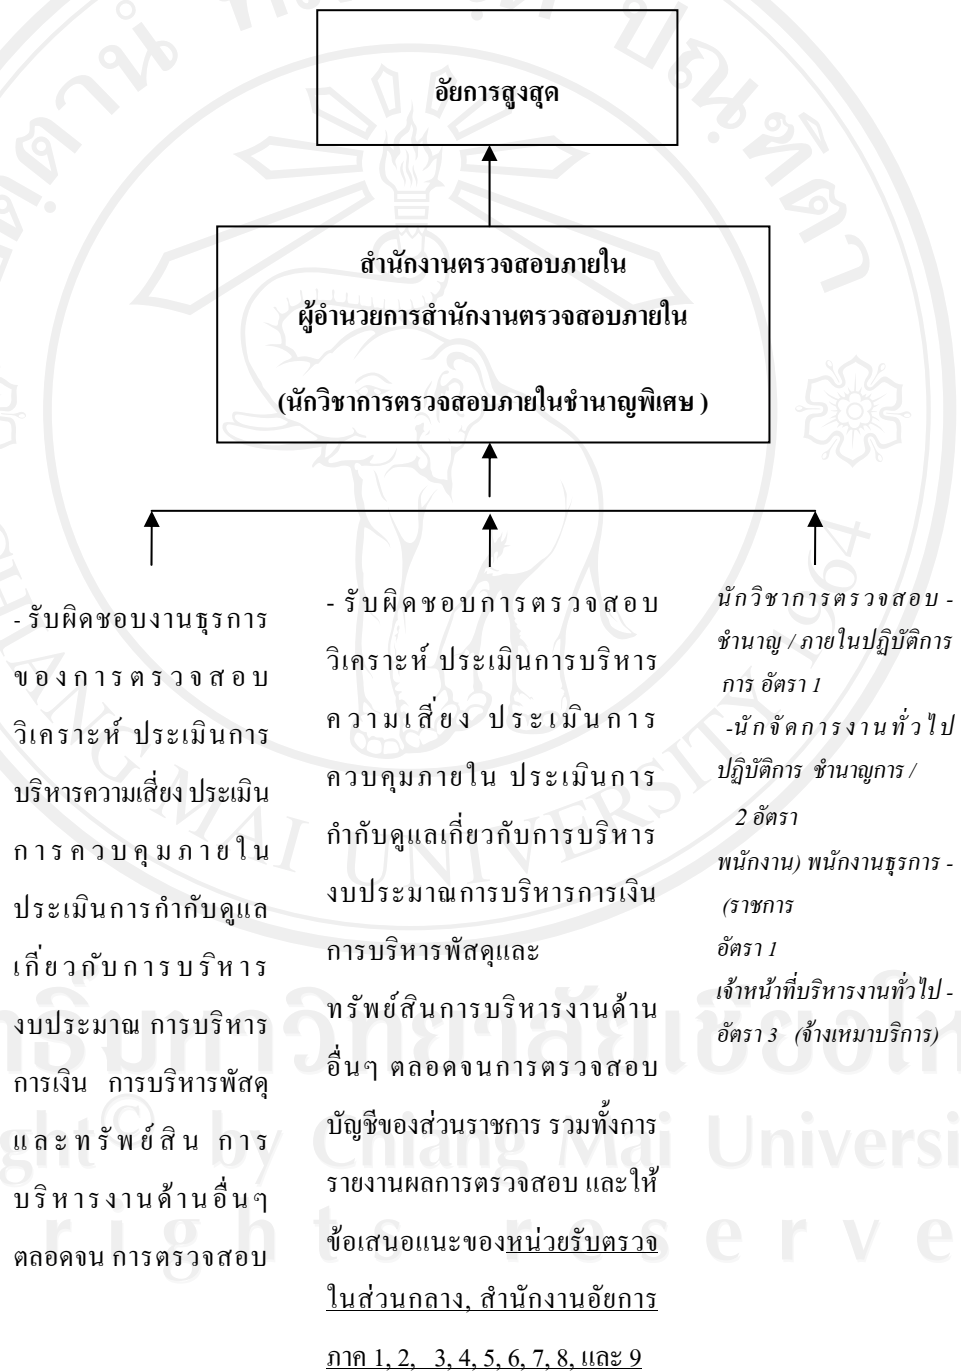 อัยการสูงสุด
สำนักงานตรวจสอบภายใน
ผู้อำนวยการสำนักงานตรวจสอบภายใน
(นักวิชาการตรวจสอบภายในชำนาญพิเศษ )
- รับผิดชอบงานธุรการ
ของการตรวจสอบ
วิเคราะห์ ประเมินการ
บริหารความเสี่ยง ประเมิน
การควบคุมภายใน
ประเมินการกำกับดูแล
เกี่ยวกับการบริหาร
งบประมาณ การบริหาร
การเงิน การบริหารพัสดุ
และทรัพย์สิน การ
บริหารงานด้านอื่นๆ
ตลอดจน การตรวจสอบ
- รับผิดชอบการตรวจสอบ
วิเคราะห์ ประเมินการบริหาร
ความเสี่ยง ประเมินการ
ควบคุมภายใน ประเมินการ
กำกับดูแลเกี่ยวกับการบริหาร
งบประมาณการบริหารการเงิน
การบริหารพัสดุและ
ทรัพย์สินการบริหารงานด้าน
อื่นๆ ตลอดจนการตรวจสอบ
บัญชีของส่วนราชการ รวมทั้งการ
รายงานผลการตรวจสอบ และให้
ข้อเสนอแนะของหน่วยรับตรวจ
ในส่วนกลาง, สำนักงานอัยการ
ภาค 1, 2, 3, 4, 5, 6, 7, 8, และ 9
นักวิชาการตรวจสอบ -
ชำนาญ / ภายในปฏิบัติการ
การ อัตรา 1
-นักจัดการงานทั่วไป
ปฏิบัติการ ชำนาญการ /
2 อัตรา
พนักงาน) พนักงานธุรการ -
(ราชการ
อัตรา 1
เจ้าหน้าที่บริหารงานทั่วไป -
อัตรา 3 (จ้างเหมาบริการ)
CHIANG MAI UNIVERSITY 1964
© by Chiang Mai Universi
rights reserve